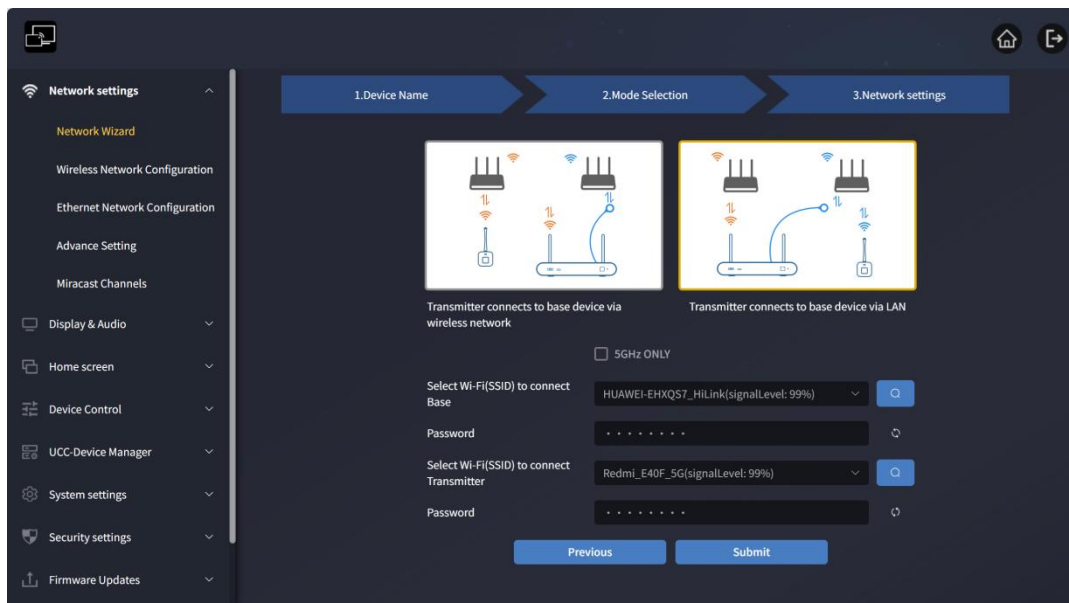 Network settings
Network Wizard
Wireless Network Configuration
Ethernet Network Configuration
Advance Setting
Miracast Channels
Display & Audio
Home screen
Device Control
UCC-Device Manager
System settings
Security settings
Firmware Updates
1.Device Name
2.Mode Selection
3.Network settings
Transmitter connects to base device via
wireless network
Transmitter connects to base device via LAN
5GHz ONLY
Select Wi-Fi(SSID) to connect
Base
HUAWEI-EHXQS7_HiLink(signalLevel: 99%)
Password
Select Wi-Fi(SSID) to connect
Transmitter
Redmi_E40F_5G(signalLevel: 99%)
Password
Previous
Submit